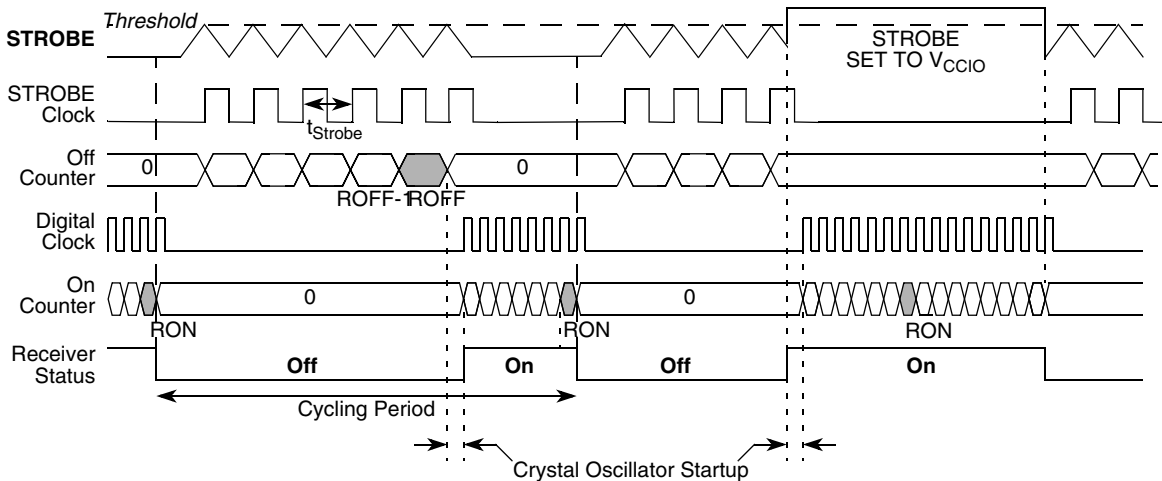 Threshold
STROBE
STROBE
SET TO VCCIO
STROBE
Clock
tStrobe
Off
Counter
0
0
ROFF-1
ROFF
Digital
Clock
On
Counter
0
0
RON
RON
RON
Receiver
Status
Off
On
Off
On
Cycling Period
Crystal Oscillator Startup